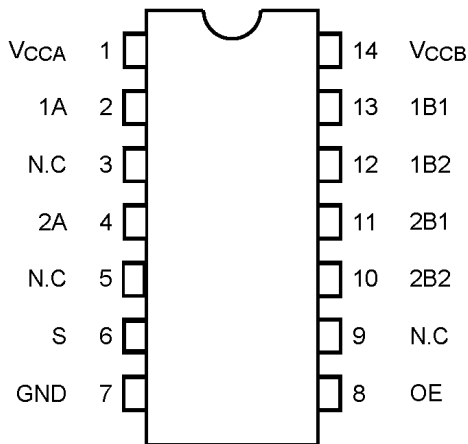 VCCA 1 14 VCCB
1A 2 13 1B1
N.C 3 12 1B2
2A 4 11 2B1
N.C 5 10 2B2
S 6 9 N.C
GND 7 8 OE